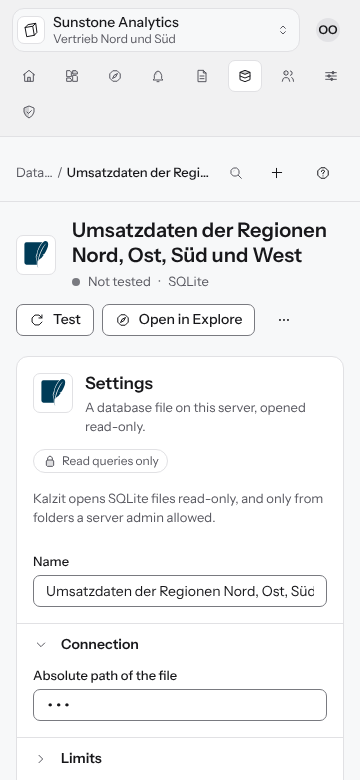 Sunstone Analytics
Vertrieb Nord und Süd
OO
Data... / Umsatzdaten der Regi...
Umsatzdaten der Regionen
Nord, Ost, Süd und West
Not tested · SQLite
Test
Open in Explore
Settings
A database file on this server, opened
read-only.
Read queries only
Kalzit opens SQLite files read-only, and only from
folders a server admin allowed.
Name
Umsatzdaten der Regionen Nord, Ost, Süd
Connection
Absolute path of the file
•••
Limits